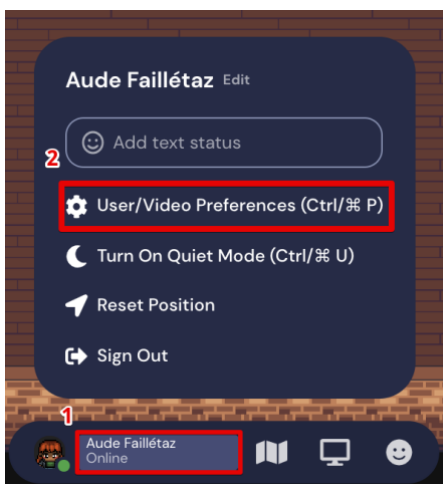 Aude Faillétaz Edit
Add text status
2
User/Video Preferences (Ctrl/⌘ P)
Turn On Quiet Mode (Ctrl/⌘ U)
Reset Position
Sign Out
1
Aude Faillétaz
Online